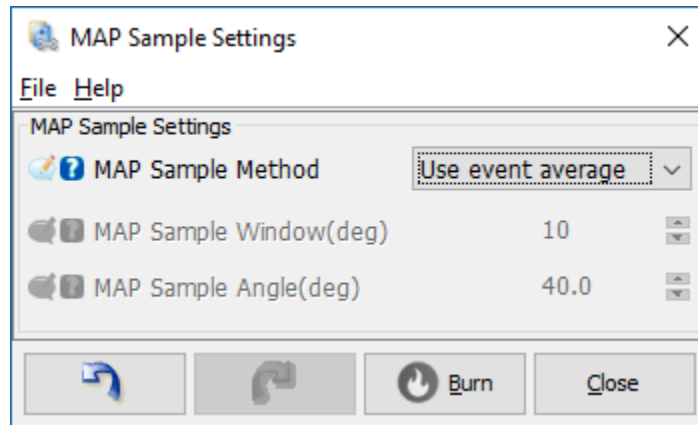 MAP Sample Settings
File Help
MAP Sample Settings
MAP Sample Method Use event average
MAP Sample Window(deg) 10
MAP Sample Angle(deg) 40.0
Burn Close